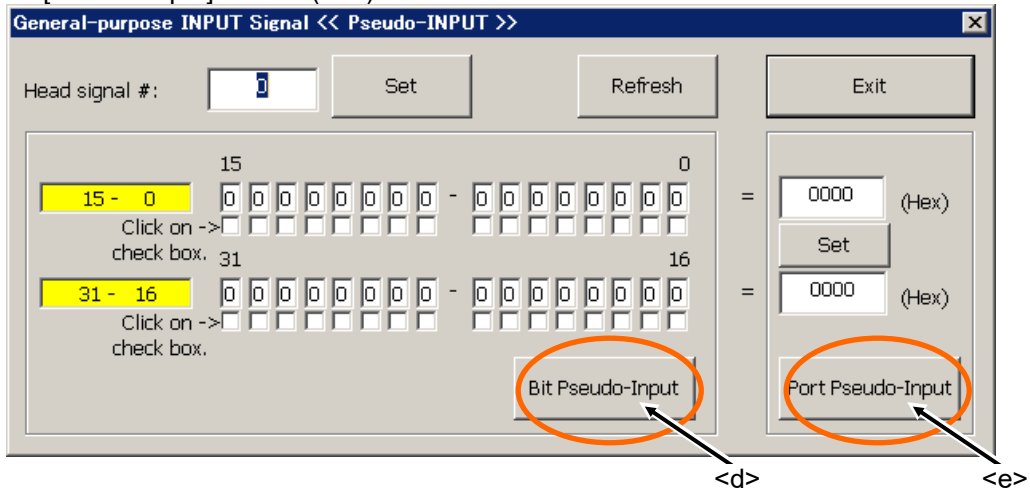 General-purpose INPUT Signal << Pseudo-INPUT >>
Head signal #: 0 Set Refresh Exit
15 0
15 - 0 0 0 0 0 0 0 0 0 - 0 0 0 0 0 0 0 0 = 0000 (Hex)
Click on ->
check box.
Set
31 16
31 - 16 0 0 0 0 0 0 0 0 - 0 0 0 0 0 0 0 0 = 0000 (Hex)
Click on ->
check box.
Bit Pseudo-Input Port Pseudo-Input
<d> <e>